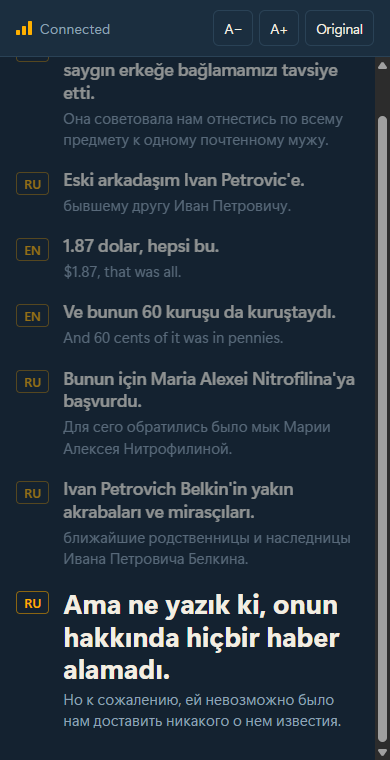 Connected
A−
A+
Original
saygın erkeğe bağlamamızı tavsiye
etti.
Она советовала нам отнестись по всему
предмету к одному почтенному мужу.
RU
Eski arkadaşım Ivan Petrovic'e.
бывшему другу Иван Петровичу.
EN
1.87 dolar, hepsi bu.
$1.87, that was all.
EN
Ve bunun 60 kuruşu da kuruştaydı.
And 60 cents of it was in pennies.
RU
Bunun için Maria Alexei Nitrofilina'ya
başvurdu.
Для сего обратились было мык Марии
Алексея Нитрофилиной.
RU
Ivan Petrovich Belkin'in yakın
akrabaları ve mirasçıları.
ближайшие родственницы и наследницы
Ивана Петровича Белкина.
RU
Ama ne yazık ki, onun
hakkında hiçbir haber
alamadı.
Но к сожалению, ей невозможно было
нам доставить никакого о нем известия.